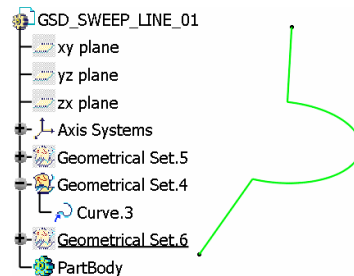 GSD_SWEEP_LINE_01
xy plane
yz plane
zx plane
Axis Systems
Geometrical Set.5
Geometrical Set.4
Curve.3
Geometrical Set.6
PartBody